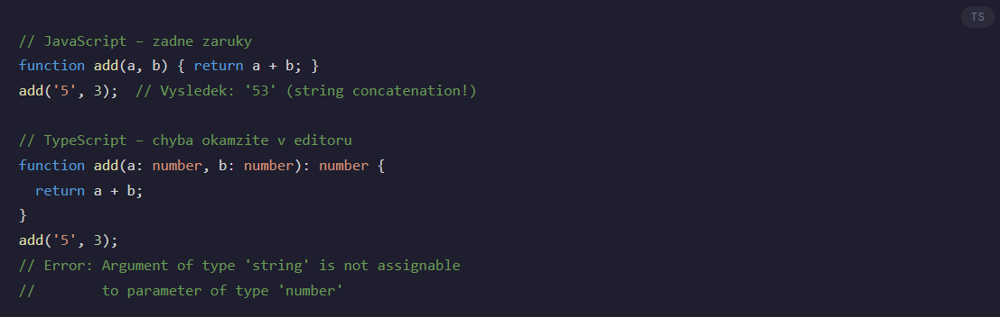 TS
// JavaScript – zadne zaruky
function add(a, b) { return a + b; }
add('5', 3);  // Vysledek: '53' (string concatenation!)
// TypeScript – chyba okamzite v editoru
function add(a: number, b: number): number {
  return a + b;
}
add('5', 3);
// Error: Argument of type 'string' is not assignable
//        to parameter of type 'number'